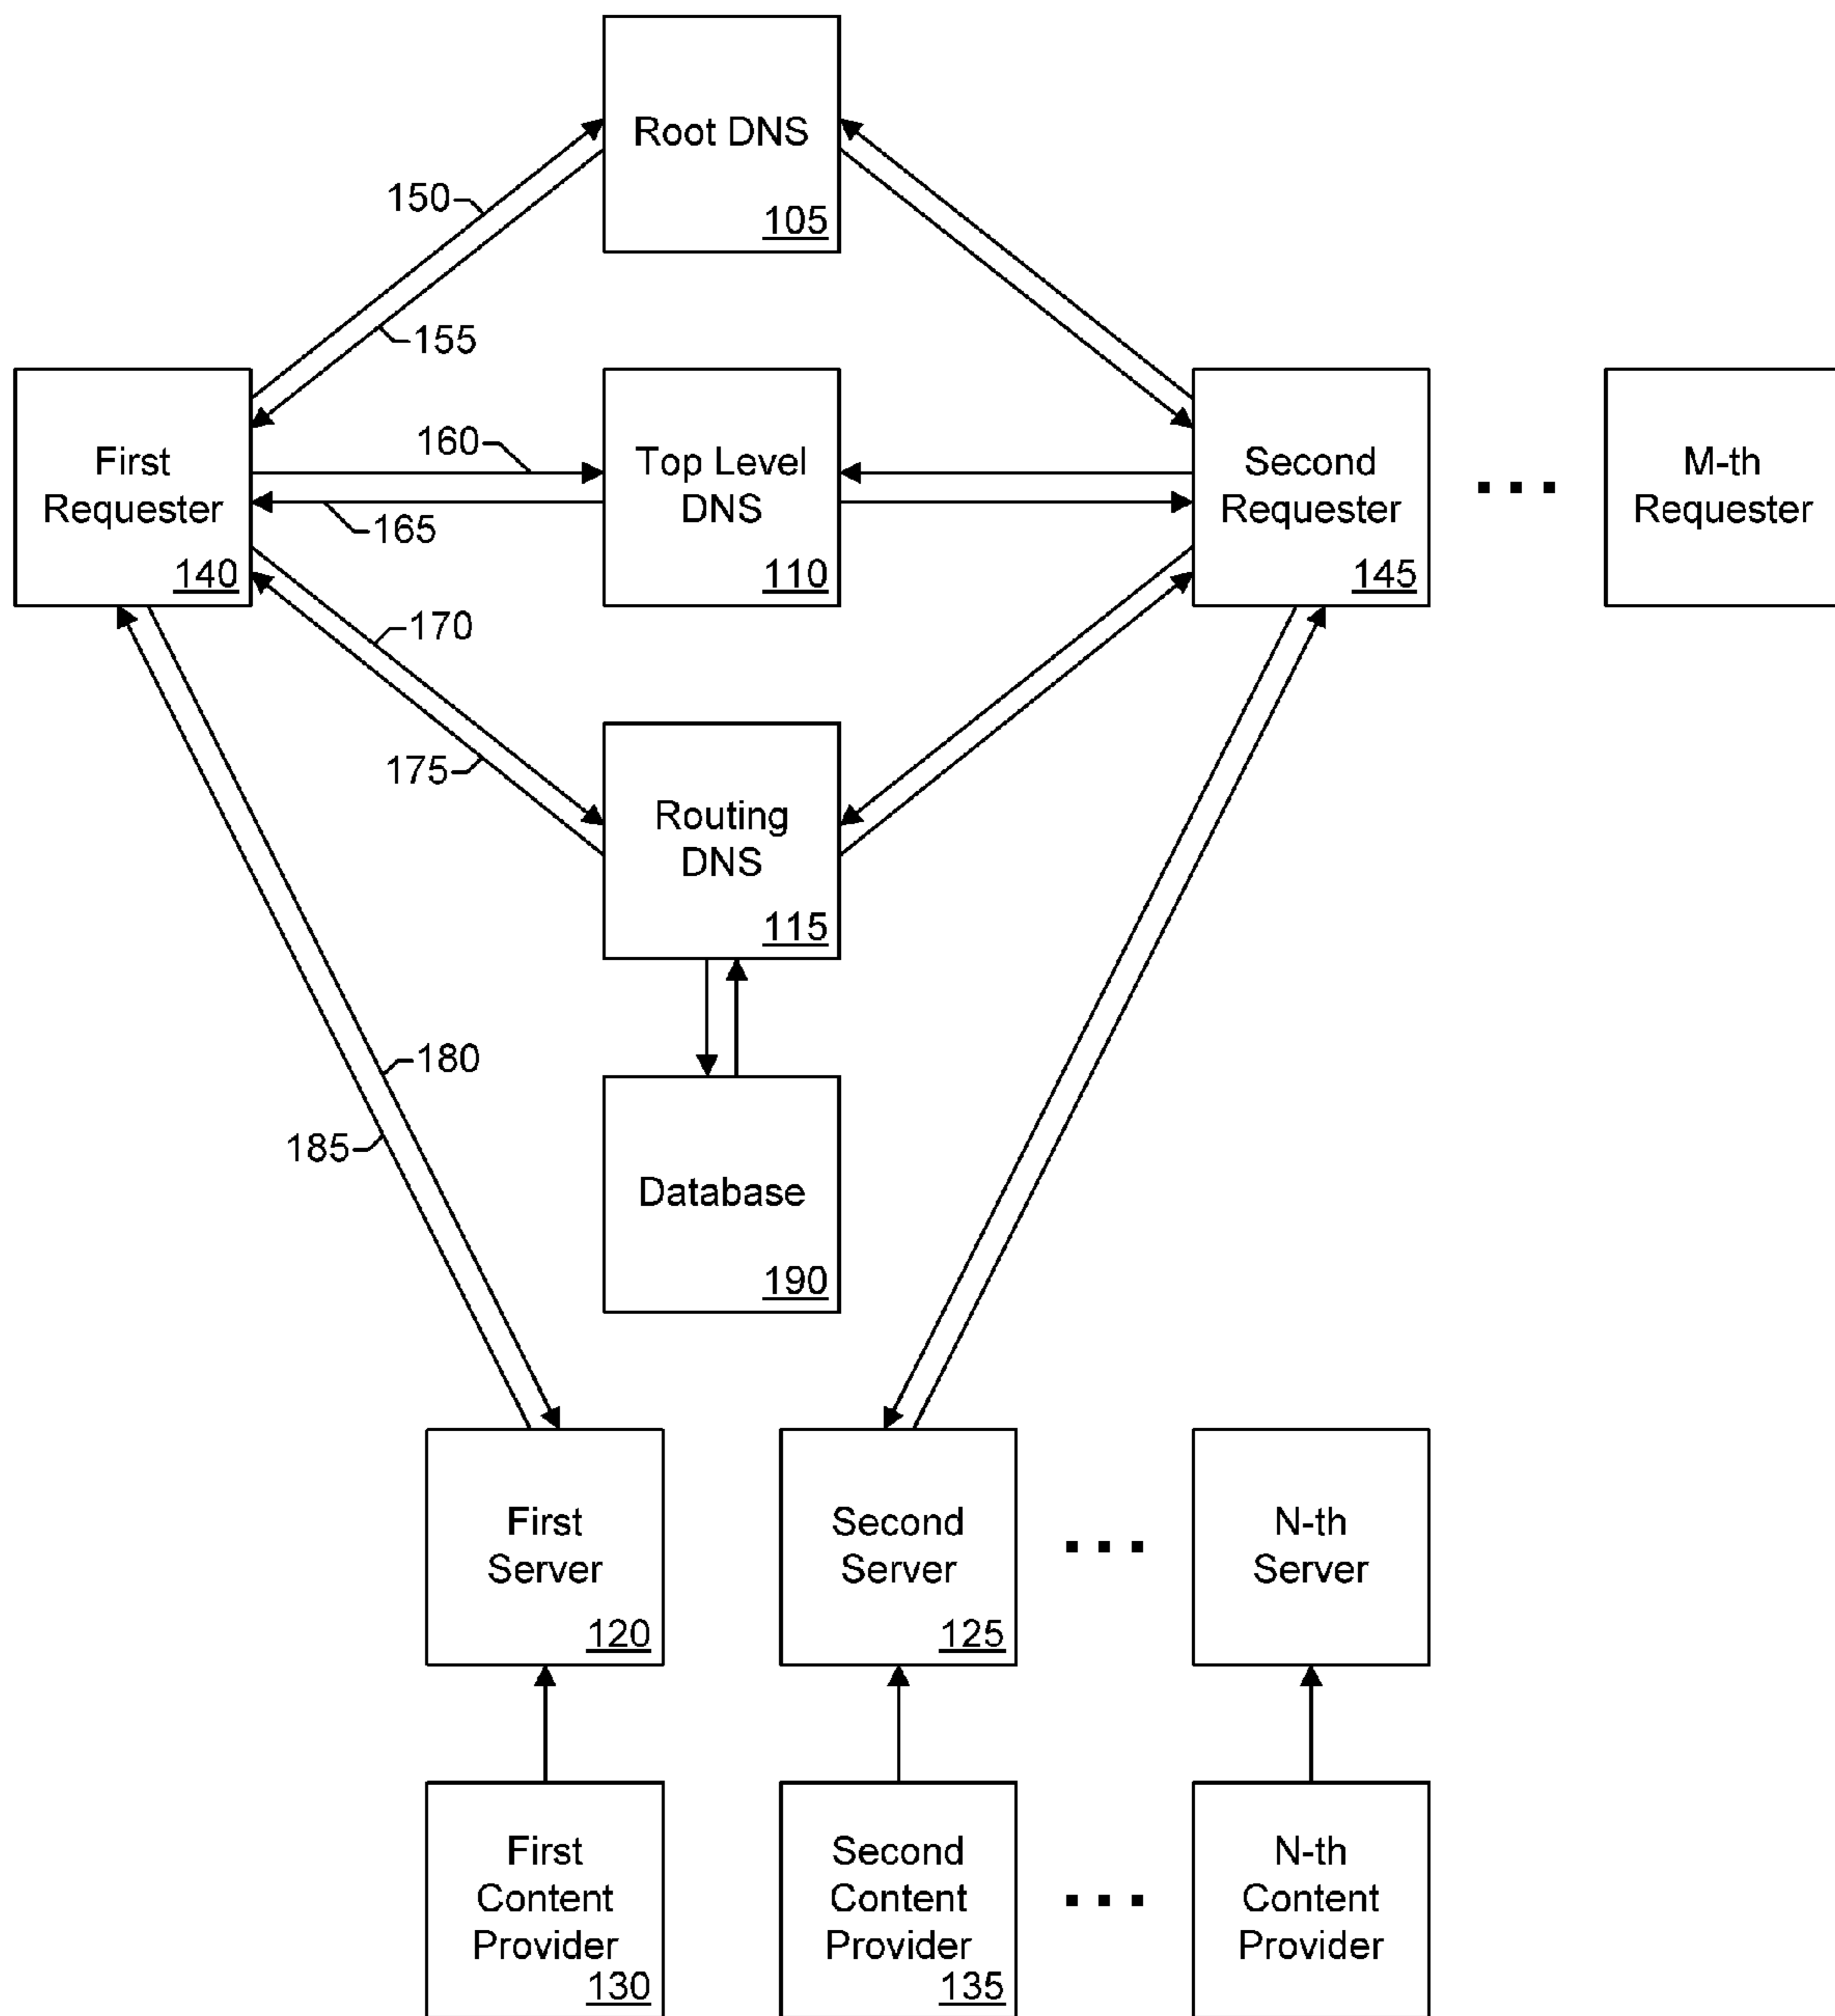 Root DNS
105
150
155
First
Requester
140
160
165
Top Level
DNS
110
Second
Requester
145
...
M-th
Requester
170
175
Routing
DNS
115
180
185
Database
190
First
Server
120
Second
Server
125
...
N-th
Server
First
Content
Provider
130
Second
Content
Provider
135
...
N-th
Content
Provider